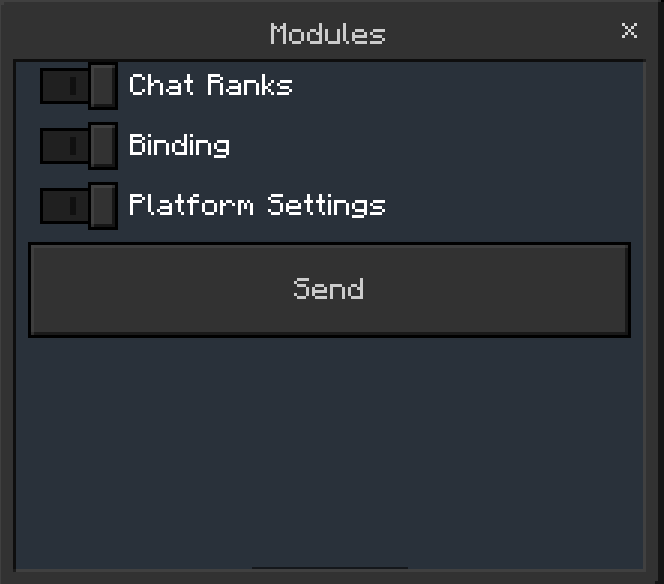 Modules
Chat Ranks
Binding
Platform Settings
Send